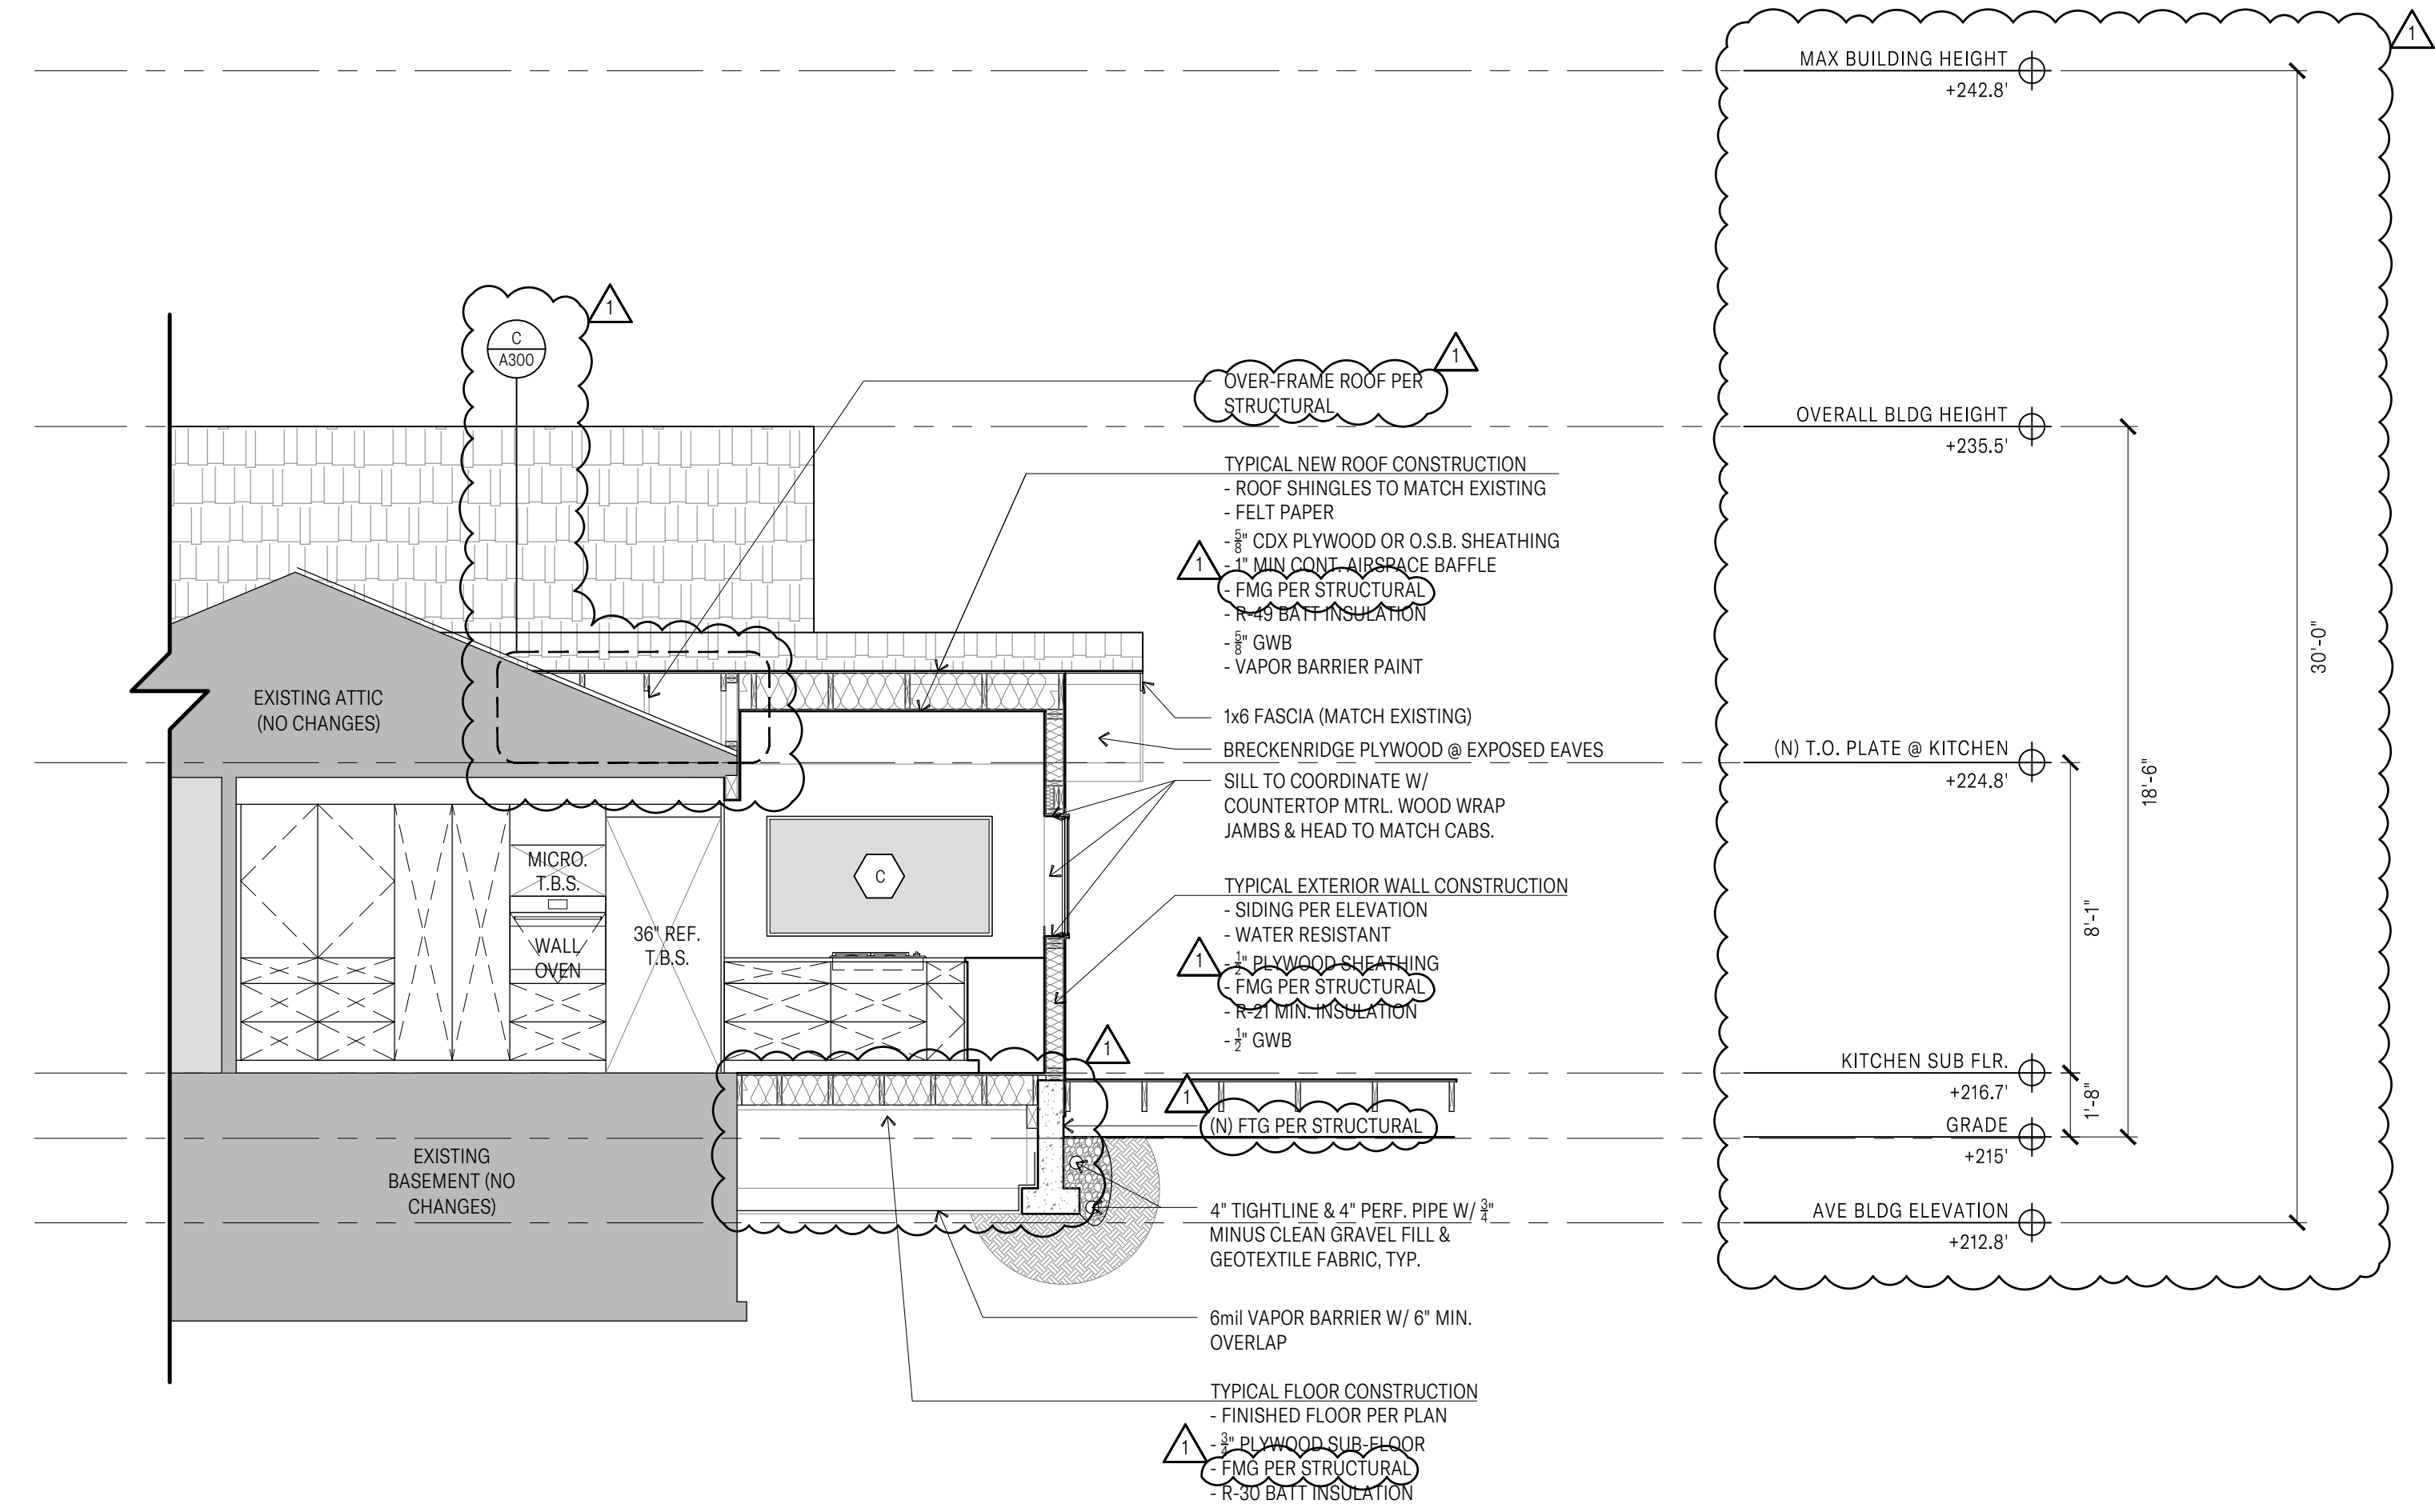 1
MAX BUILDING HEIGHT
+242.8'
1
C
A300
1
OVER-FRAME ROOF PER
STRUCTURAL
OVERALL BLDG HEIGHT
+235.5'
TYPICAL NEW ROOF CONSTRUCTION
- ROOF SHINGLES TO MATCH EXISTING
- FELT PAPER
- 5/8" CDX PLYWOOD OR O.S.B. SHEATHING
1
- 1" MIN CONT. AIRSPACE BAFFLE
- FMG PER STRUCTURAL
- R-49 BATT INSULATION
- 5/8" GWB
- VAPOR BARRIER PAINT
30'-0"
EXISTING ATTIC
(NO CHANGES)
1x6 FASCIA (MATCH EXISTING)
BRECKENRIDGE PLYWOOD @ EXPOSED EAVES
(N) T.O. PLATE @ KITCHEN
+224.8'
18'-6"
SILL TO COORDINATE W/
COUNTERTOP MTRL. WOOD WRAP
JAMBS & HEAD TO MATCH CABS.
MICRO.
T.B.S.
WALL
OVEN
36" REF.
T.B.S.
C
TYPICAL EXTERIOR WALL CONSTRUCTION
- SIDING PER ELEVATION
- WATER RESISTANT
1
- 1/2" PLYWOOD SHEATHING
- FMG PER STRUCTURAL
- R-21 MIN. INSULATION
- 1/2" GWB
8'-1"
1
KITCHEN SUB FLR.
+216.7'
1'-8"
1
(N) FTG PER STRUCTURAL
GRADE
+215'
EXISTING
BASEMENT (NO
CHANGES)
4" TIGHTLINE & 4" PERF. PIPE W/ 3/4"
MINUS CLEAN GRAVEL FILL &
GEOTEXTILE FABRIC, TYP.
AVE BLDG ELEVATION
+212.8'
6mil VAPOR BARRIER W/ 6" MIN.
OVERLAP
TYPICAL FLOOR CONSTRUCTION
- FINISHED FLOOR PER PLAN
1
- 3/4" PLYWOOD SUB-FLOOR
- FMG PER STRUCTURAL
- R-30 BATT INSULATION